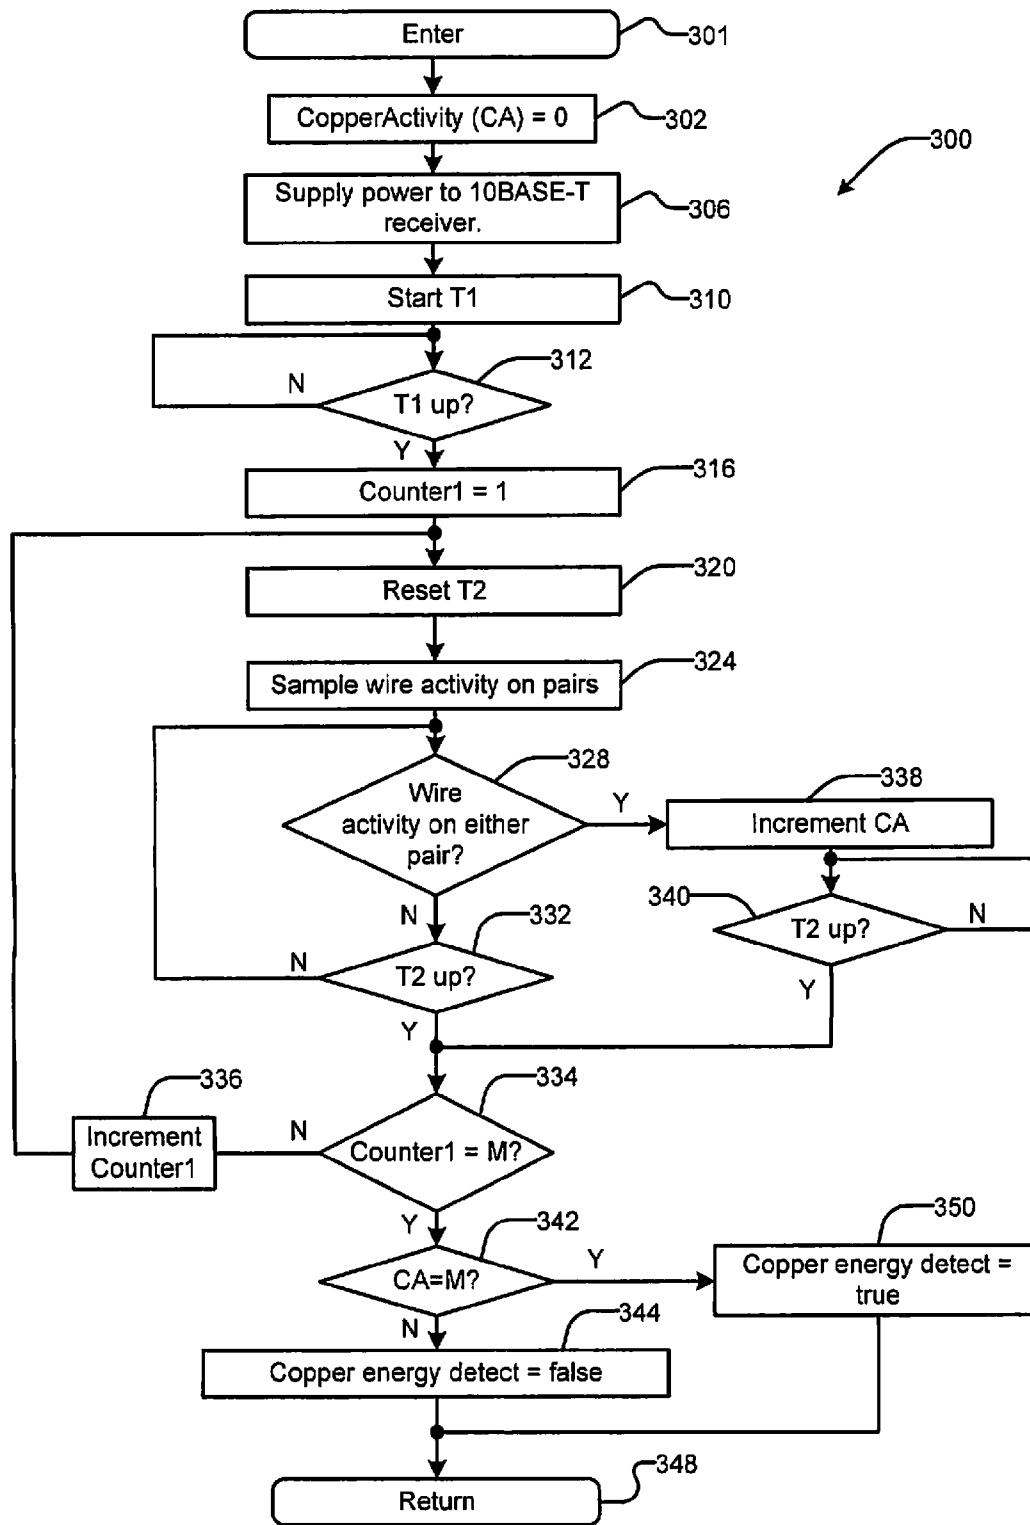 Enter
301
CopperActivity (CA) = 0
302
300
Supply power to 10BASE-T
receiver.
306
Start T1
310
312
N
T1 up?
Y
Counter1 = 1
316
Reset T2
320
Sample wire activity on pairs
324
328
Wire
activity on either
pair?
Y
338
Increment CA
N
332
340
T2 up?
N
N
T2 up?
Y
Y
336
334
Increment
Counter1
N
Counter1 = M?
Y
342
350
CA=M?
Y
Copper energy detect =
true
N
344
Copper energy detect = false
348
Return